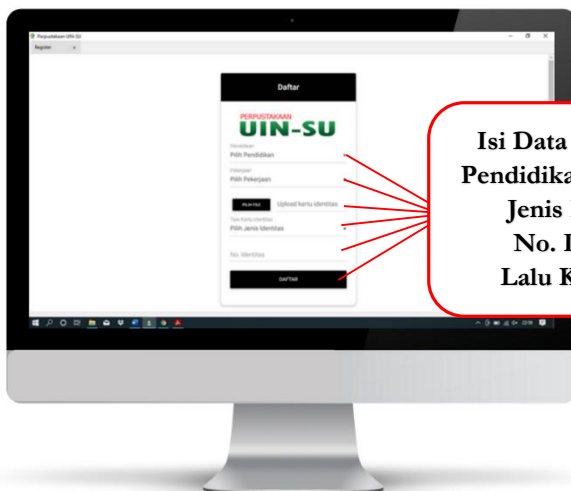 Perpustakaan UIN-SU
Register
Daftar
PERPUSTAKAAN
UIN-SU
Pendidikan
Pilih Pendidikan
Pekerjaan
Pilih Pekerjaan
PILIH FILE Upload kartu identitas
Tipe Kartu Identitas
Pilih Jenis Identitas
No. Identitas
DAFTAR
Isi Data
Pendidika
Jenis
No.
Lalu K